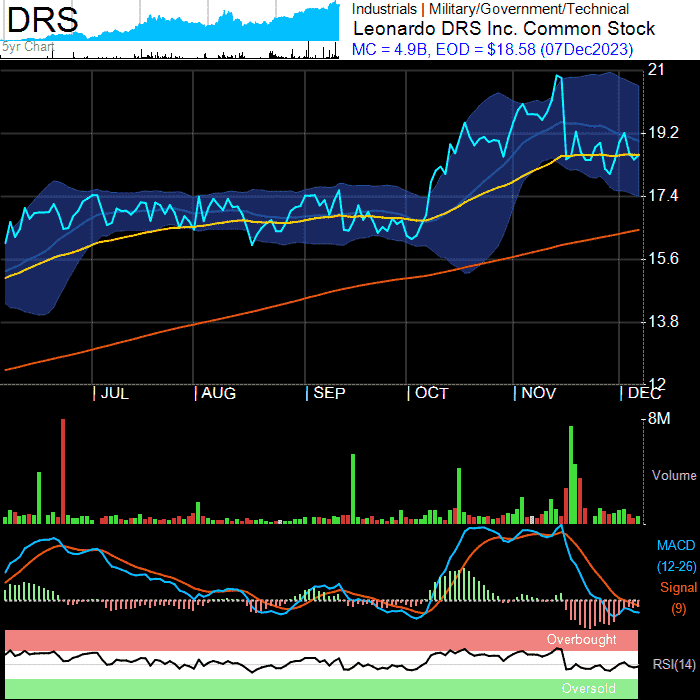 DRS
5yr Chart
Industrials | Military/Government/Technical
Leonardo DRS Inc. Common Stock
MC = 4.9B, EOD = $18.58 (07Dec2023)
21
19.2
17.4
15.6
13.8
12
| JUL | AUG | SEP | OCT | NOV | DEC
8M
Volume
MACD
(12-26)
Signal
(9)
Overbought
RSI(14)
Oversold